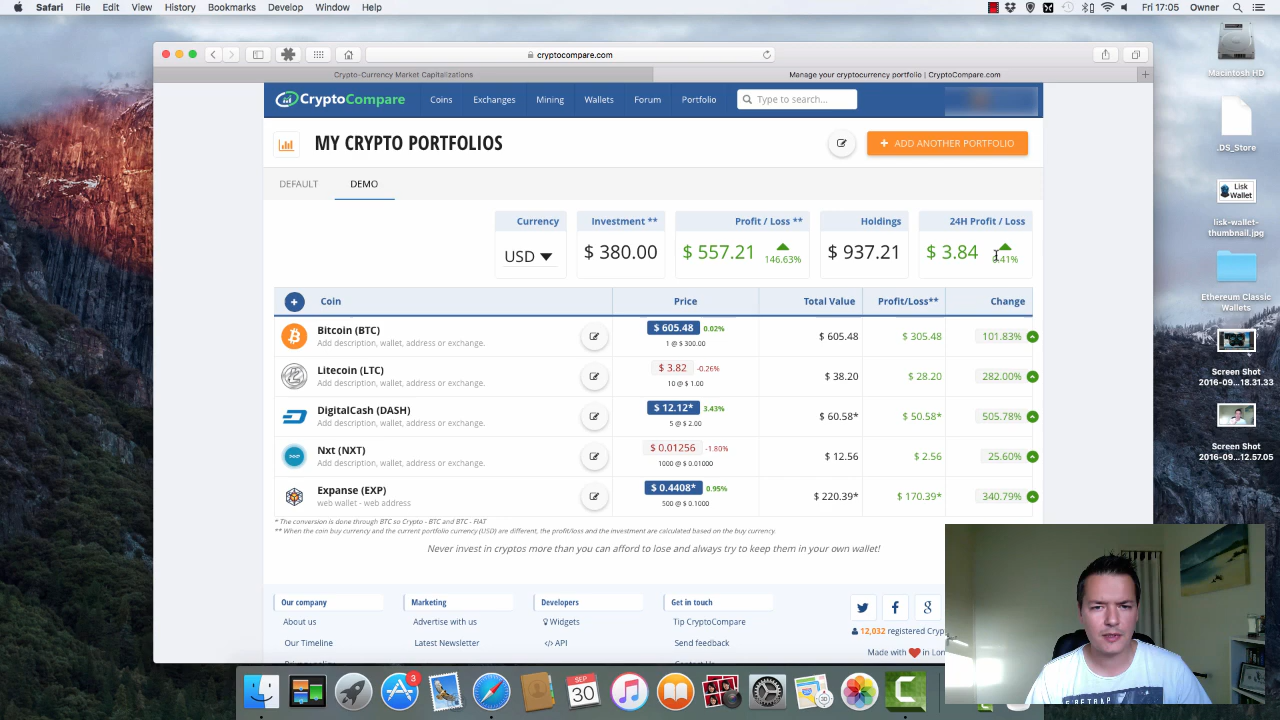 Safari File Edit View History Bookmarks Develop Window Help Fri 17:05 Owner
cryptocompare.com
Crypto-Currency Market Capitalizations
Manage your cryptocurrency portfolio | CryptoCompare.com
CryptoCompare Coins Exchanges Mining Wallets Forum Portfolio Type to search...
MY CRYPTO PORTFOLIOS
+ ADD ANOTHER PORTFOLIO
DEFAULT DEMO
Currency Investment ** Profit / Loss ** Holdings 24H Profit / Loss
USD $ 380.00 $ 557.21 146.63% $ 937.21 $ 3.84
Coin Price Total Value Profit/Loss** Change
Bitcoin (BTC) $ 605.48 0.02% $ 605.48 $ 305.48 101.83%
Add description, wallet, address or exchange. 1 @ $ 300.00
Litecoin (LTC) $ 3.82 -0.26% $ 38.20 $ 28.20 282.00%
Add description, wallet, address or exchange. 10 @ $ 1.00
DigitalCash (DASH) $ 12.12* 3.43% $ 60.58* $ 50.58* 505.78%
Add description, wallet, address or exchange. 5 @ $ 2.00
Nxt (NXT) $ 0.01256 -1.80% $ 12.56 $ 2.56 25.60%
Add description, wallet, address or exchange. 1000 @ $ 0.01000
Expanse (EXP) $ 0.4408* 0.95% $ 220.39* $ 170.39* 340.79%
web wallet - web address 500 @ $ 0.1000
* The conversion is done through BTC so Crypto - BTC and BTC - FIAT
** When the coin buy currency and the current portfolio currency (USD) are different, the profit/loss and the investment are calculated based on the buy currency.
Never invest in cryptos more than you can afford to lose and always try to keep them in your own wallet!
Our company Marketing Developers Get in touch
About us Advertise with us Widgets Tip CryptoCompare
12,032 registered Cryp
Our Timeline Latest Newsletter </> API Send feedback
Made with in Lon
Macintosh HD
.DS_Store
Lisk
Wallet
lisk-wallet-
thumbnail.jpg
Ethereum Classic
Wallets
Screen Shot
2016-09...18.31.33
Screen Shot
2016-09...12.57.05
3
SEP
30